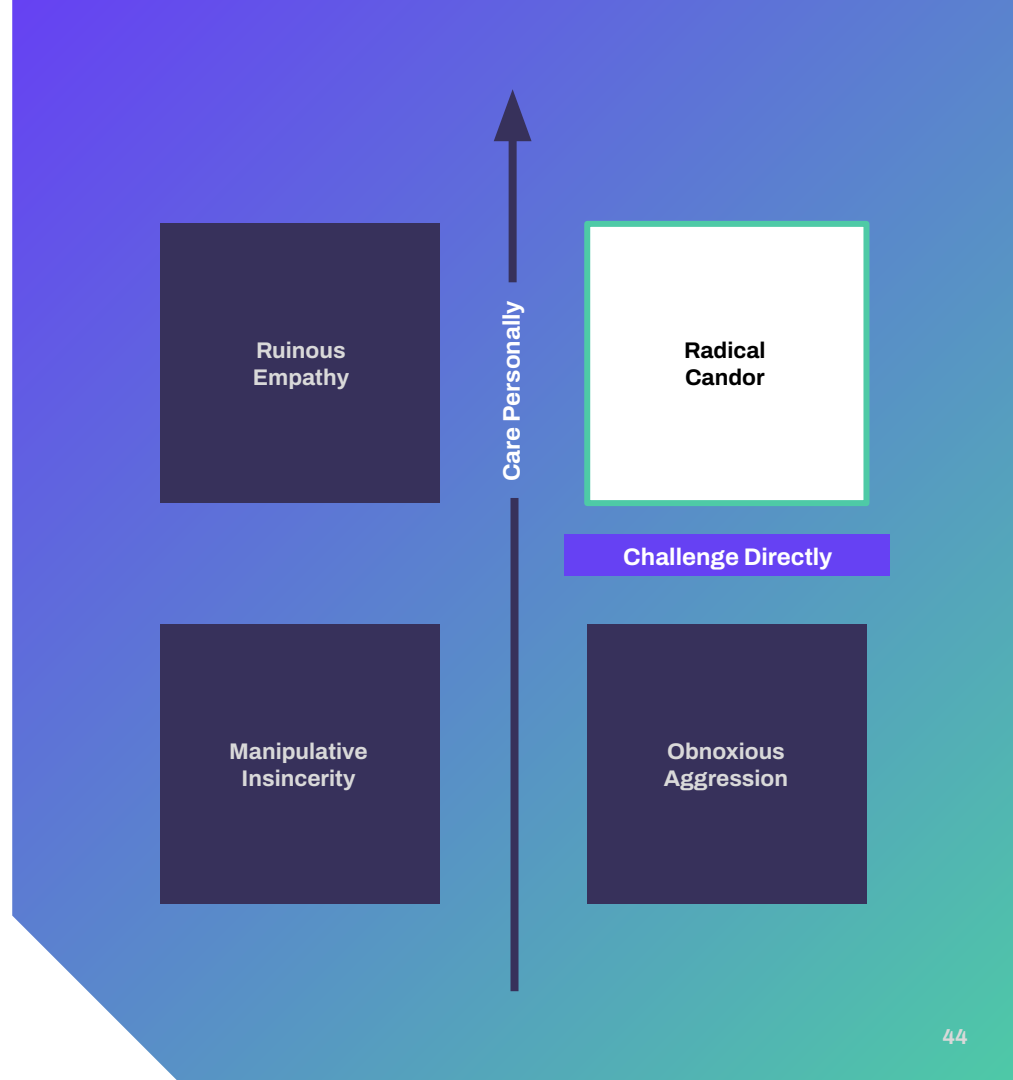 Ruinous
Empathy
Care Personally
Radical
Candor
Challenge Directly
Manipulative
Insincerity
Obnoxious
Aggression
44